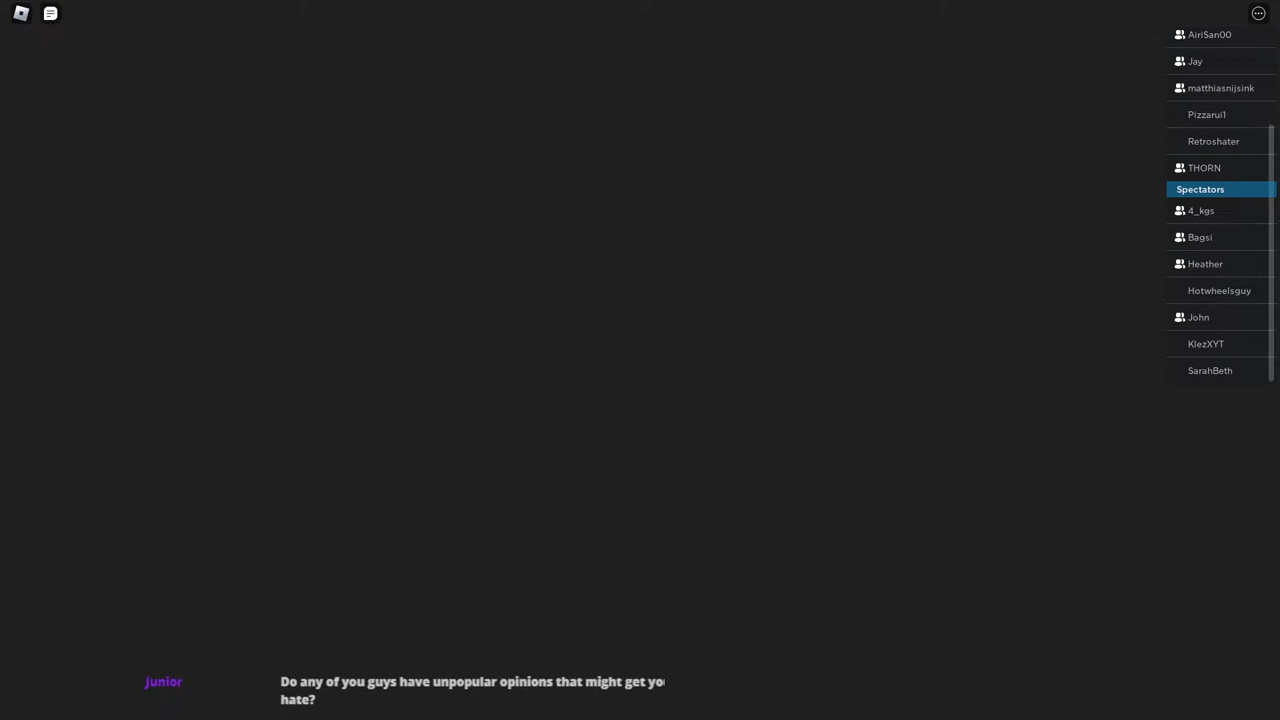 AiriSan00
Jay
matthiasnijsink
Pizzarui1
Retroshater
THORN
Spectators
4_kgs
Bagsi
Heather
Hotwheelsguy
John
KlezXYT
SarahBeth
Junior
Do any of you guys have unpopular opinions that might get you
hate?